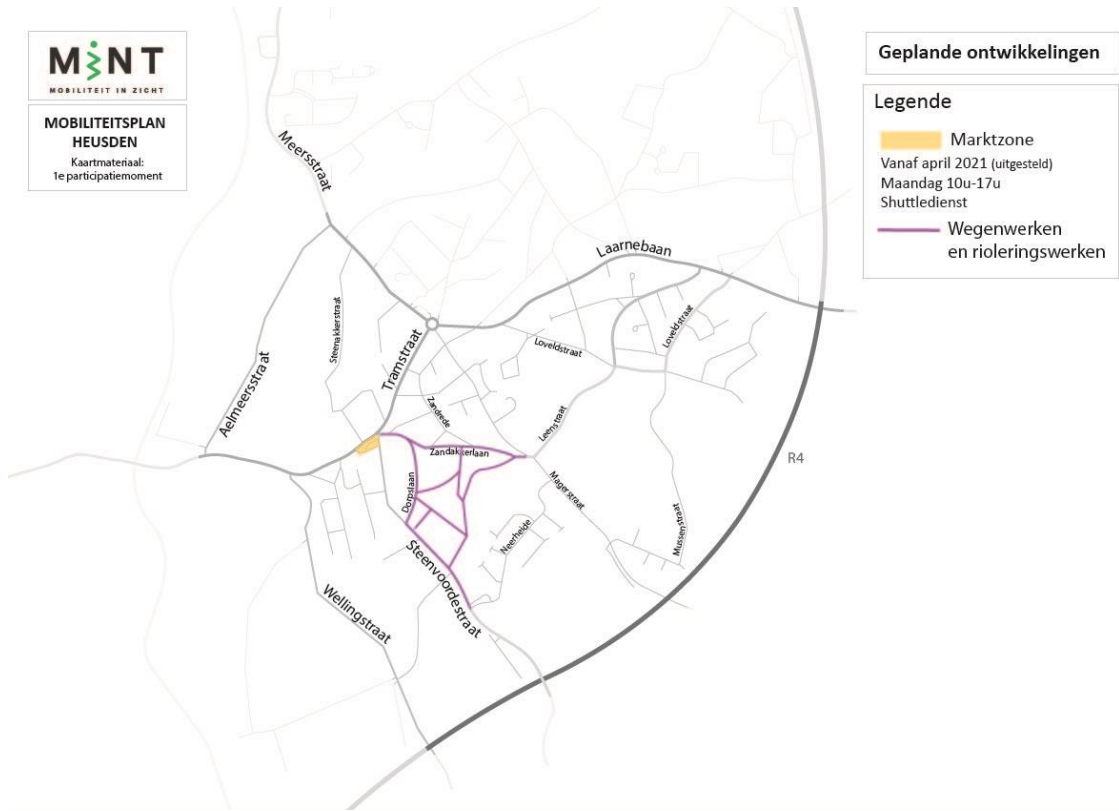 MINT
MOBILITEIT IN ZICHT
MOBILITEITSPLAN
HEUSDEN
Kaartmateriaal:
1e participatiemoment
Geplande ontwikkelingen
Legende
Marktzone
Vanaf april 2021 (uitgesteld)
Maandag 10u-17u
Shuttledienst
Wegenwerken
en rioleringswerken
Meersstraat
Laarnebaan
Steenakkerstraat
Tramstraat
Loveldstraat
Loveldstraat
Aelmeersstraat
Zandrede
Leenstraat
Zandakkerlaan
R4
Dorpslaan
Magerstraat
Neerheide
Mussenstraat
Steenvoordestraat
Wellingstraat